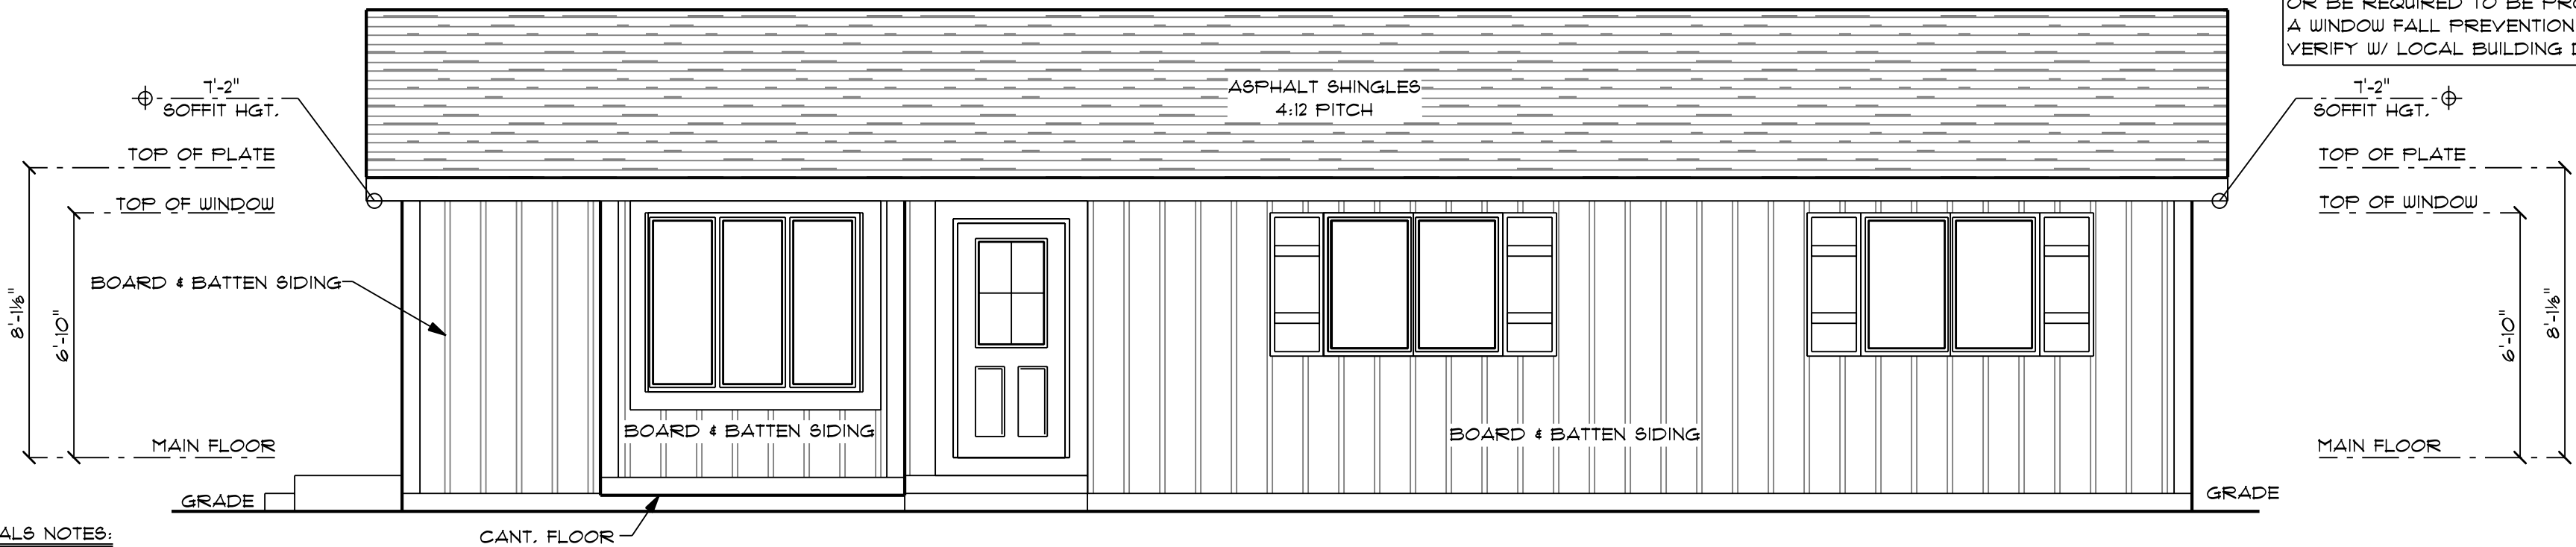 OR BE REQUIRED TO BE
A WINDOW FALL PREVENTION
VERIFY W/ LOCAL BUILDING
ASPHALT SHINGLES
4:12 PITCH
7'-2"
SOFFIT HGT.
7'-2"
SOFFIT HGT.
TOP OF PLATE
TOP OF WINDOW
TOP OF PLATE
TOP OF WINDOW
BOARD & BATTEN SIDING
8'-1⅛"
6'-10"
6'-10"
8'-1⅛"
BOARD & BATTEN SIDING
BOARD & BATTEN SIDING
MAIN FLOOR
MAIN FLOOR
GRADE
GRADE
CANT. FLOOR
NOTES: